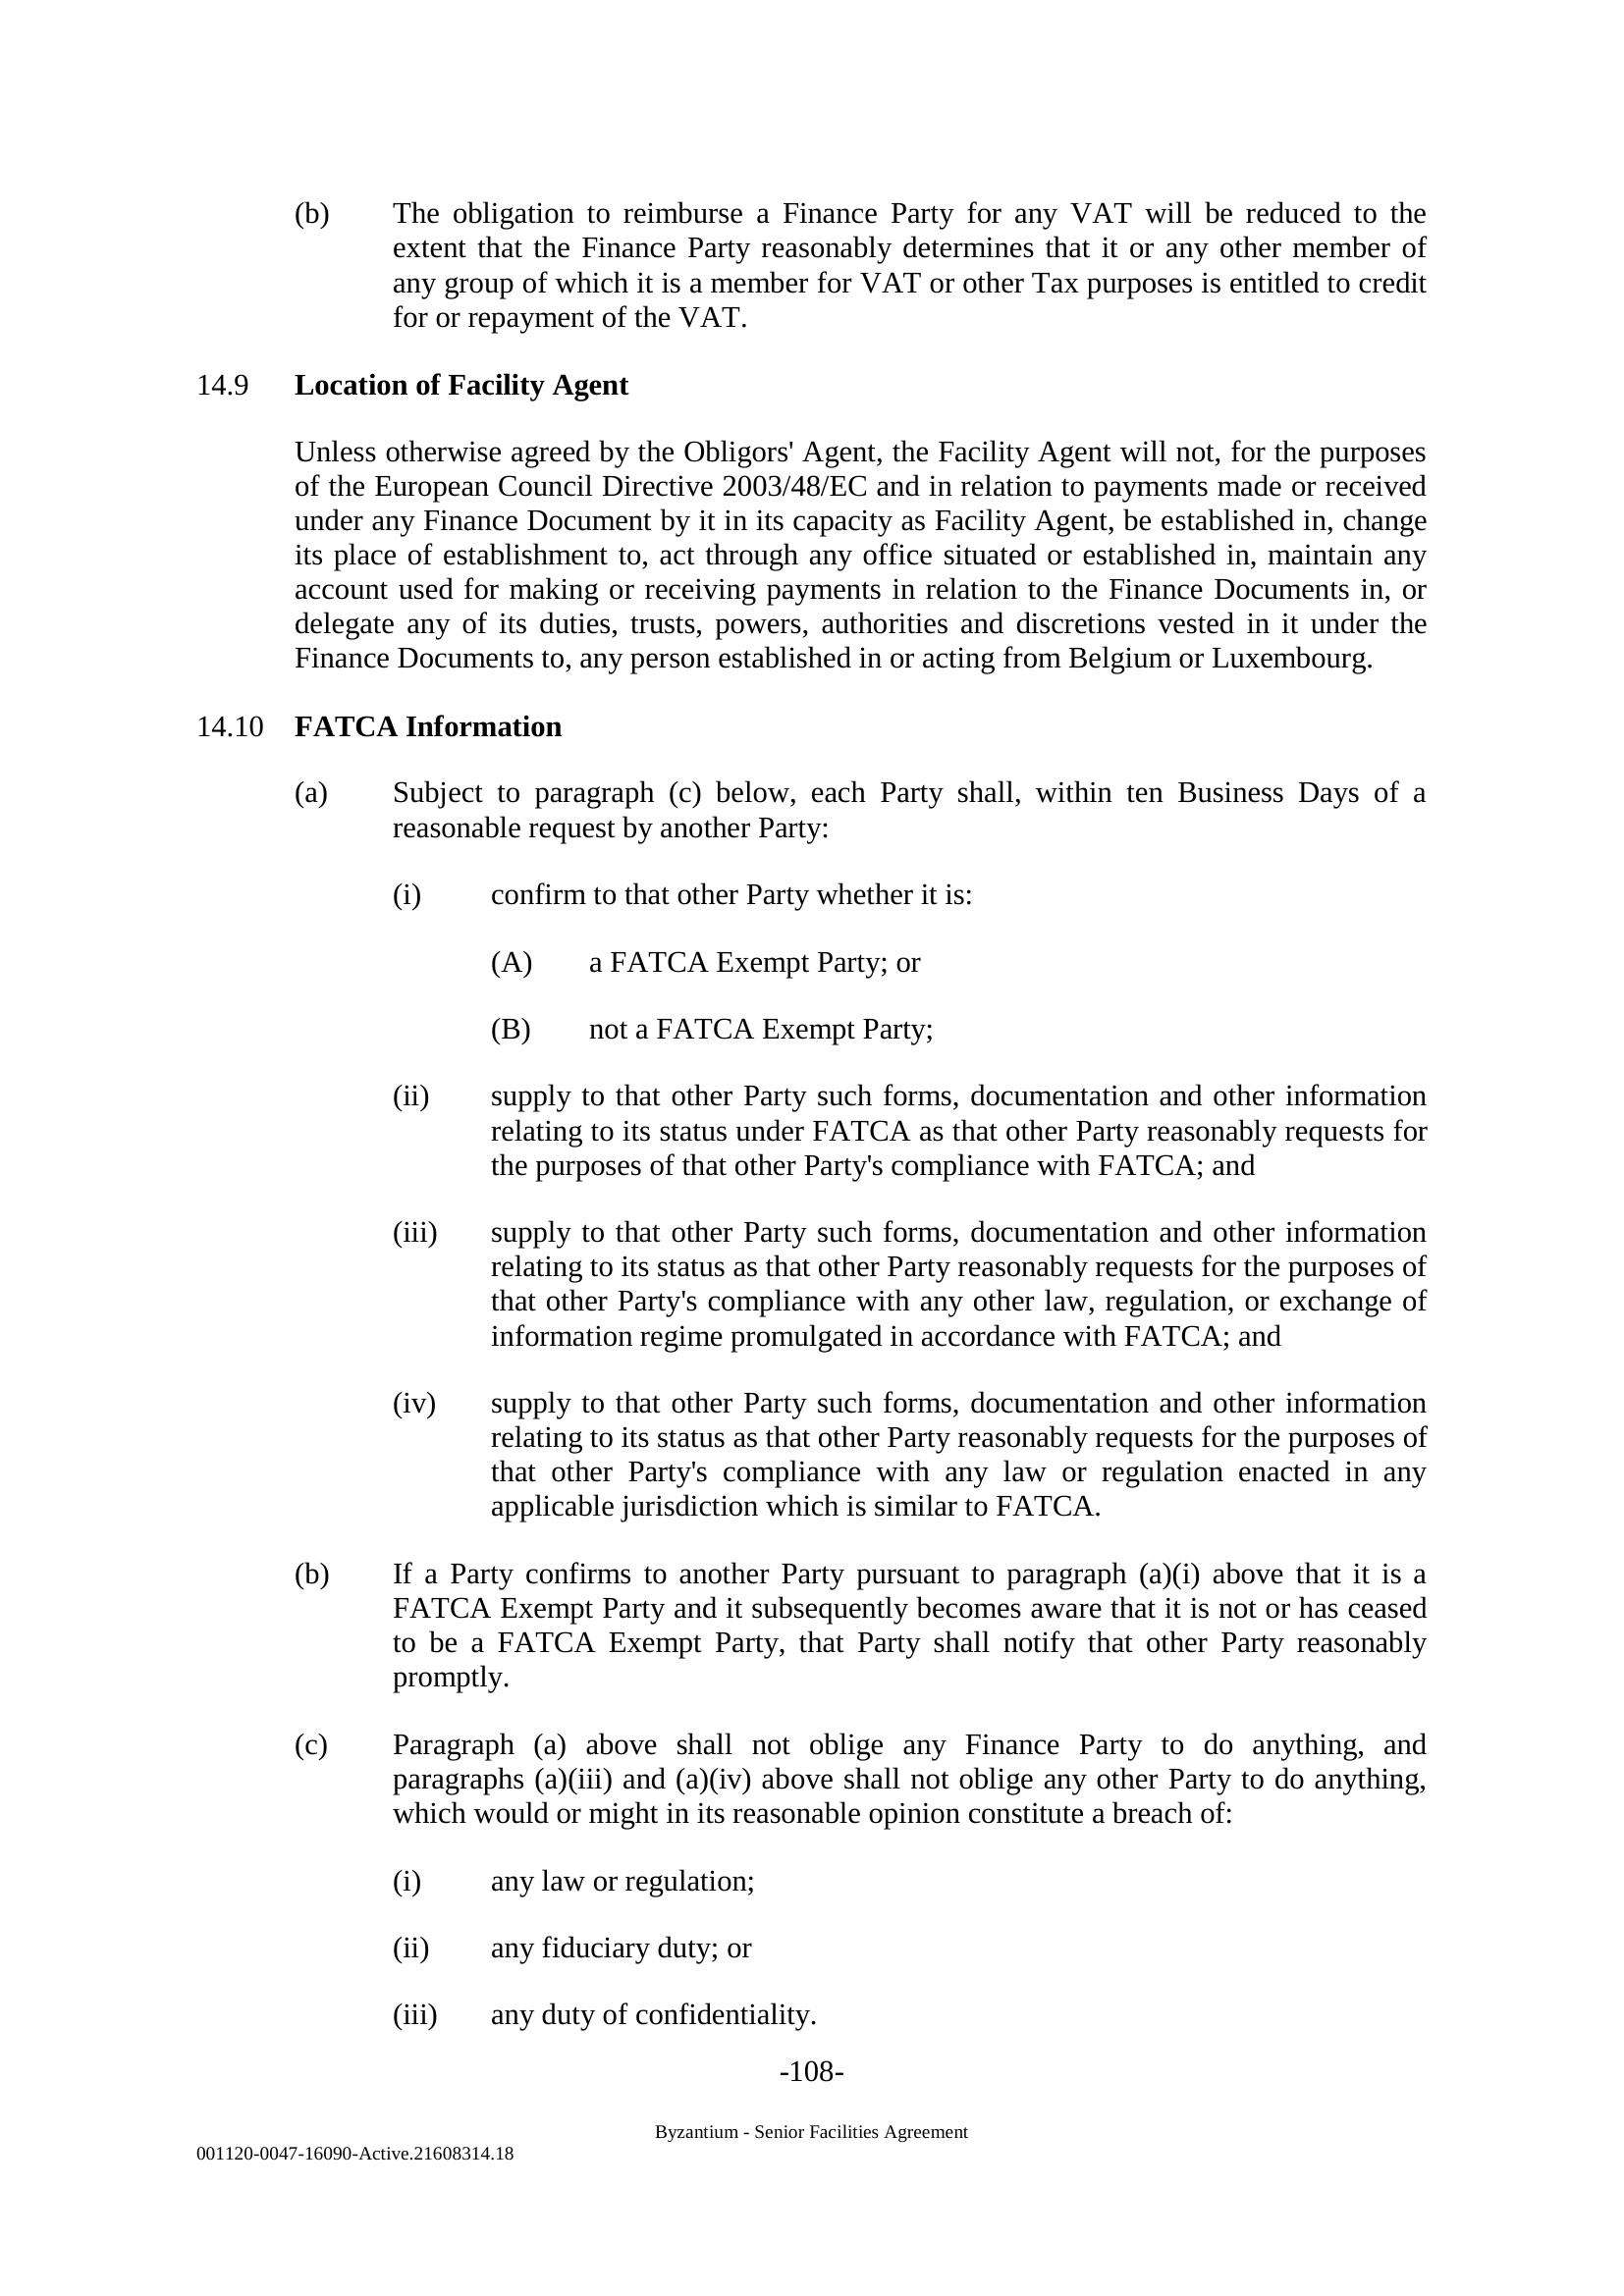 (b) The obligation to reimburse a Finance Party for any VAT will be reduced to the
extent that the Finance Party reasonably determines that it or any other member of
any group of which it is a member for VAT or other Tax purposes is entitled to credit
for or repayment of the VAT.
14.9 Location of Facility Agent
Unless otherwise agreed by the Obligors' Agent, the Facility Agent will not, for the purposes
of the European Council Directive 2003/48/EC and in relation to payments made or received
under any Finance Document by it in its capacity as Facility Agent, be established in, change
its place of establishment to, act through any office situated or established in, maintain any
account used for making or receiving payments in relation to the Finance Documents in, or
delegate any of its duties, trusts, powers, authorities and discretions vested in it under the
Finance Documents to, any person established in or acting from Belgium or Luxembourg.
14.10 FATCA Information
(a) Subject to paragraph (c) below, each Party shall, within ten Business Days of a
reasonable request by another Party:
(i) confirm to that other Party whether it is:
(A) a FATCA Exempt Party; or
(B) not a FATCA Exempt Party;
(ii) supply to that other Party such forms, documentation and other information
relating to its status under FATCA as that other Party reasonably requests for
the purposes of that other Party's compliance with FATCA; and
(iii) supply to that other Party such forms, documentation and other information
relating to its status as that other Party reasonably requests for the purposes of
that other Party's compliance with any other law, regulation, or exchange of
information regime promulgated in accordance with FATCA; and
(iv) supply to that other Party such forms, documentation and other information
relating to its status as that other Party reasonably requests for the purposes of
that other Party's compliance with any law or regulation enacted in any
applicable jurisdiction which is similar to FATCA.
(b) If a Party confirms to another Party pursuant to paragraph (a)(i) above that it is a
FATCA Exempt Party and it subsequently becomes aware that it is not or has ceased
to be a FATCA Exempt Party, that Party shall notify that other Party reasonably
promptly.
(c) Paragraph (a) above shall not oblige any Finance Party to do anything, and
paragraphs (a)(iii) and (a)(iv) above shall not oblige any other Party to do anything,
which would or might in its reasonable opinion constitute a breach of:
(i) any law or regulation;
(ii) any fiduciary duty; or
(iii) any duty of confidentiality.
-108-
Byzantium - Senior Facilities Agreement
001120-0047-16090-Active.21608314.18